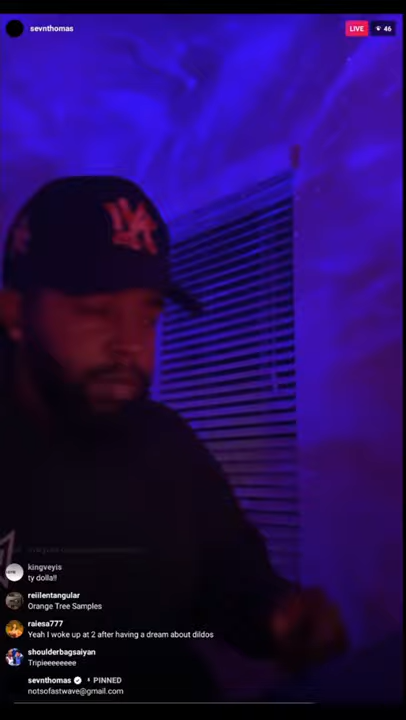 sevnthomas
LIVE
46
kingveyis
ty dolla!!
reiilentangular
Orange Tree Samples
raiesa777
Yeah I woke up at 2 after having a dream about dildos
shoulderbagsaiyan
Tripieeeeeeee
sevnthomas PINNED
notsofastwave@gmail.com